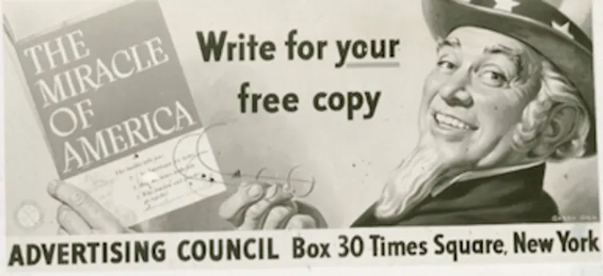 THE
MIRACLE
OF
AMERICA
Write for your
free copy
ADVERTISING COUNCIL Box 30 Times Square, New York